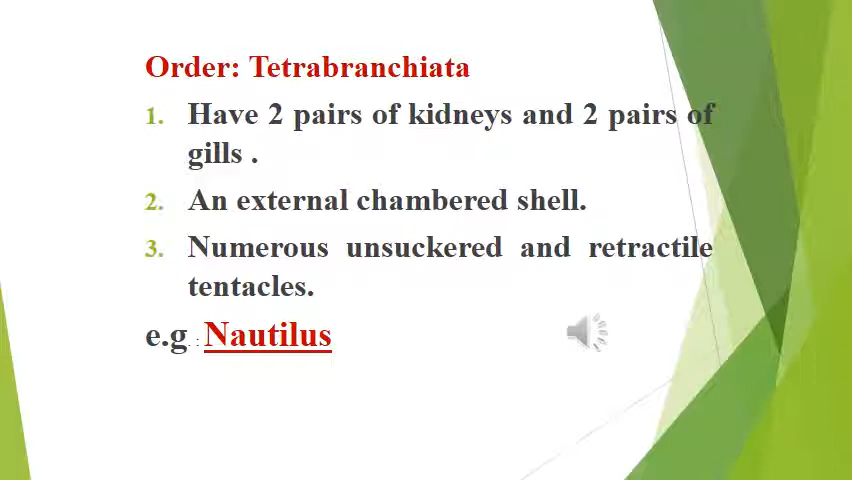 Order: Tetrabranchiata
1. Have 2 pairs of kidneys and 2 pairs of
gills .
2. An external chambered shell.
3. Numerous unsuckered and retractile
tentacles.
e.g. : Nautilus